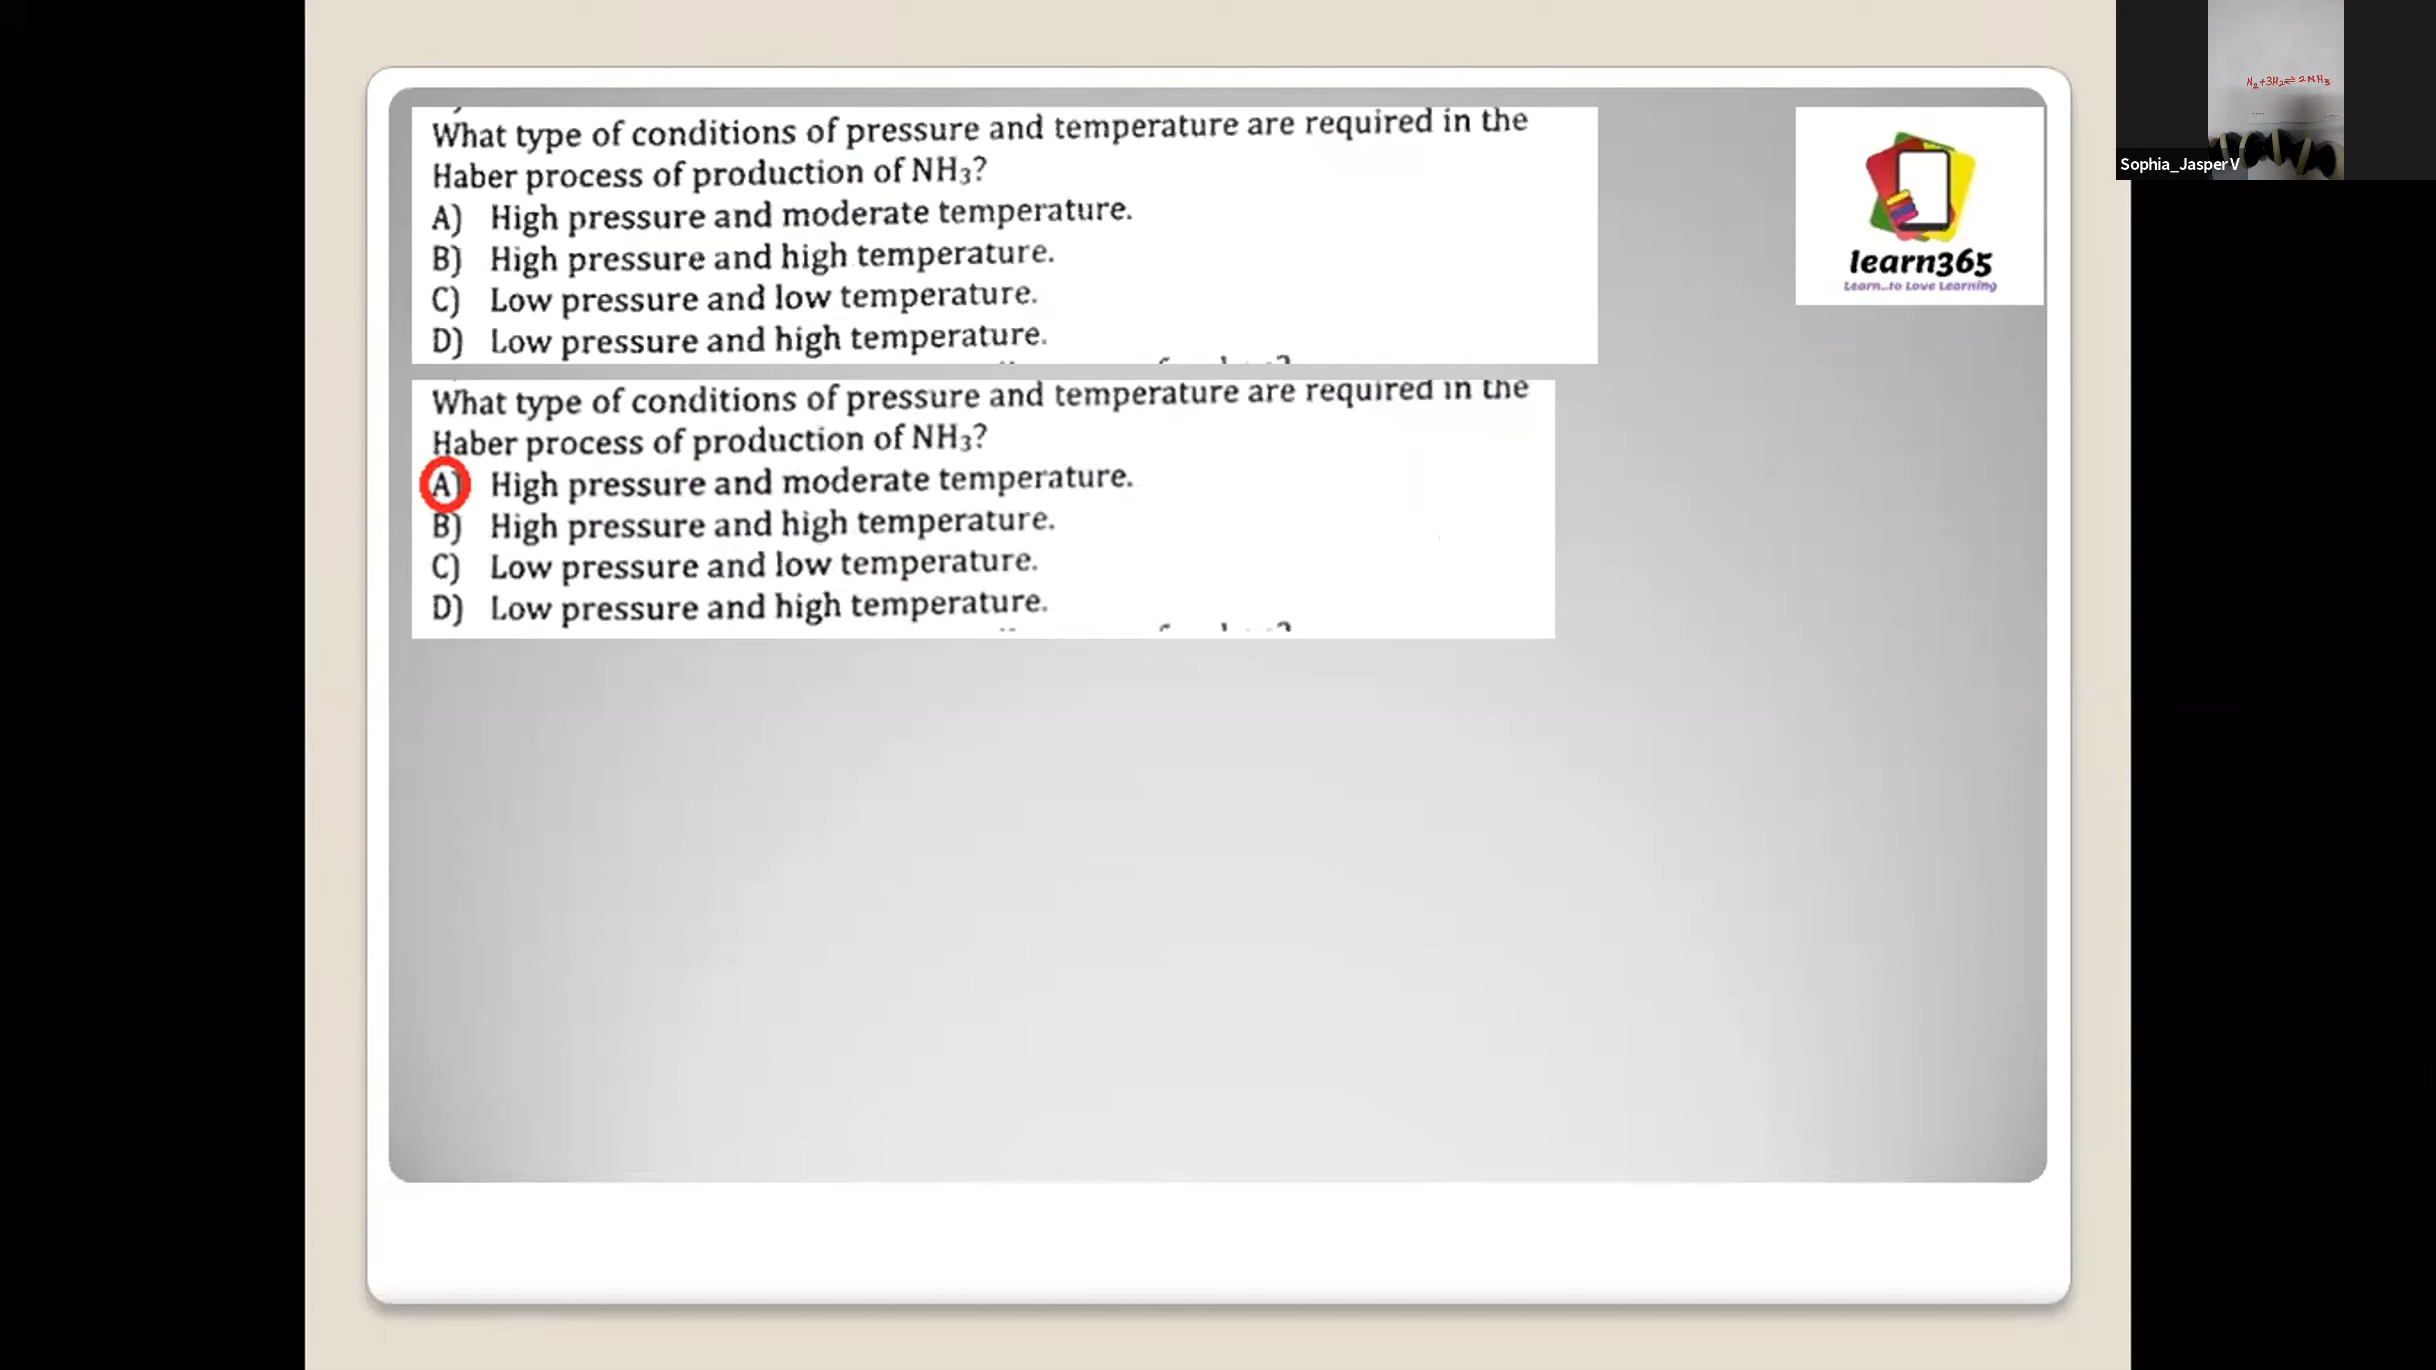 What type of conditions of pressure and temperature are required in the
Haber process of production of NH₃?
A) High pressure and moderate temperature.
B) High pressure and high temperature.
C) Low pressure and low temperature.
D) Low pressure and high temperature.
What type of conditions of pressure and temperature are required in the
Haber process of production of NH₃?
A) High pressure and moderate temperature.
B) High pressure and high temperature.
C) Low pressure and low temperature.
D) Low pressure and high temperature.
learn365
Learn...to Love Learning
N₂+3H₂⇌2NH₃
Sophia_Jasper V